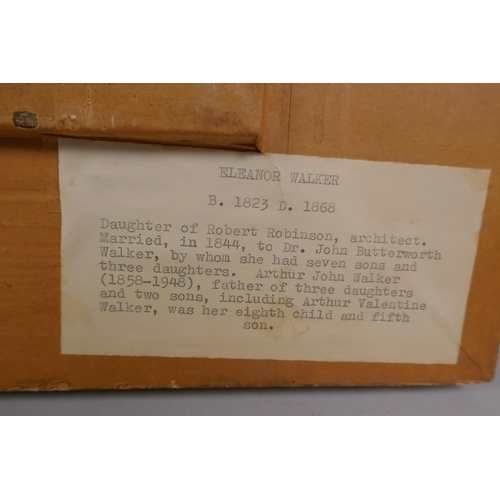 ELEANOR WALKER
B. 1823 D. 1868
Daughter of Robert Robinson, architect.
Married, in 1844, to Dr. John Butterworth
Walker, by whom she had seven sons and
three daughters. Arthur John Walker
(1858-1948), father of three daughters
and two sons, including Arthur Valentine
Walker, was her eighth child and fifth
son.